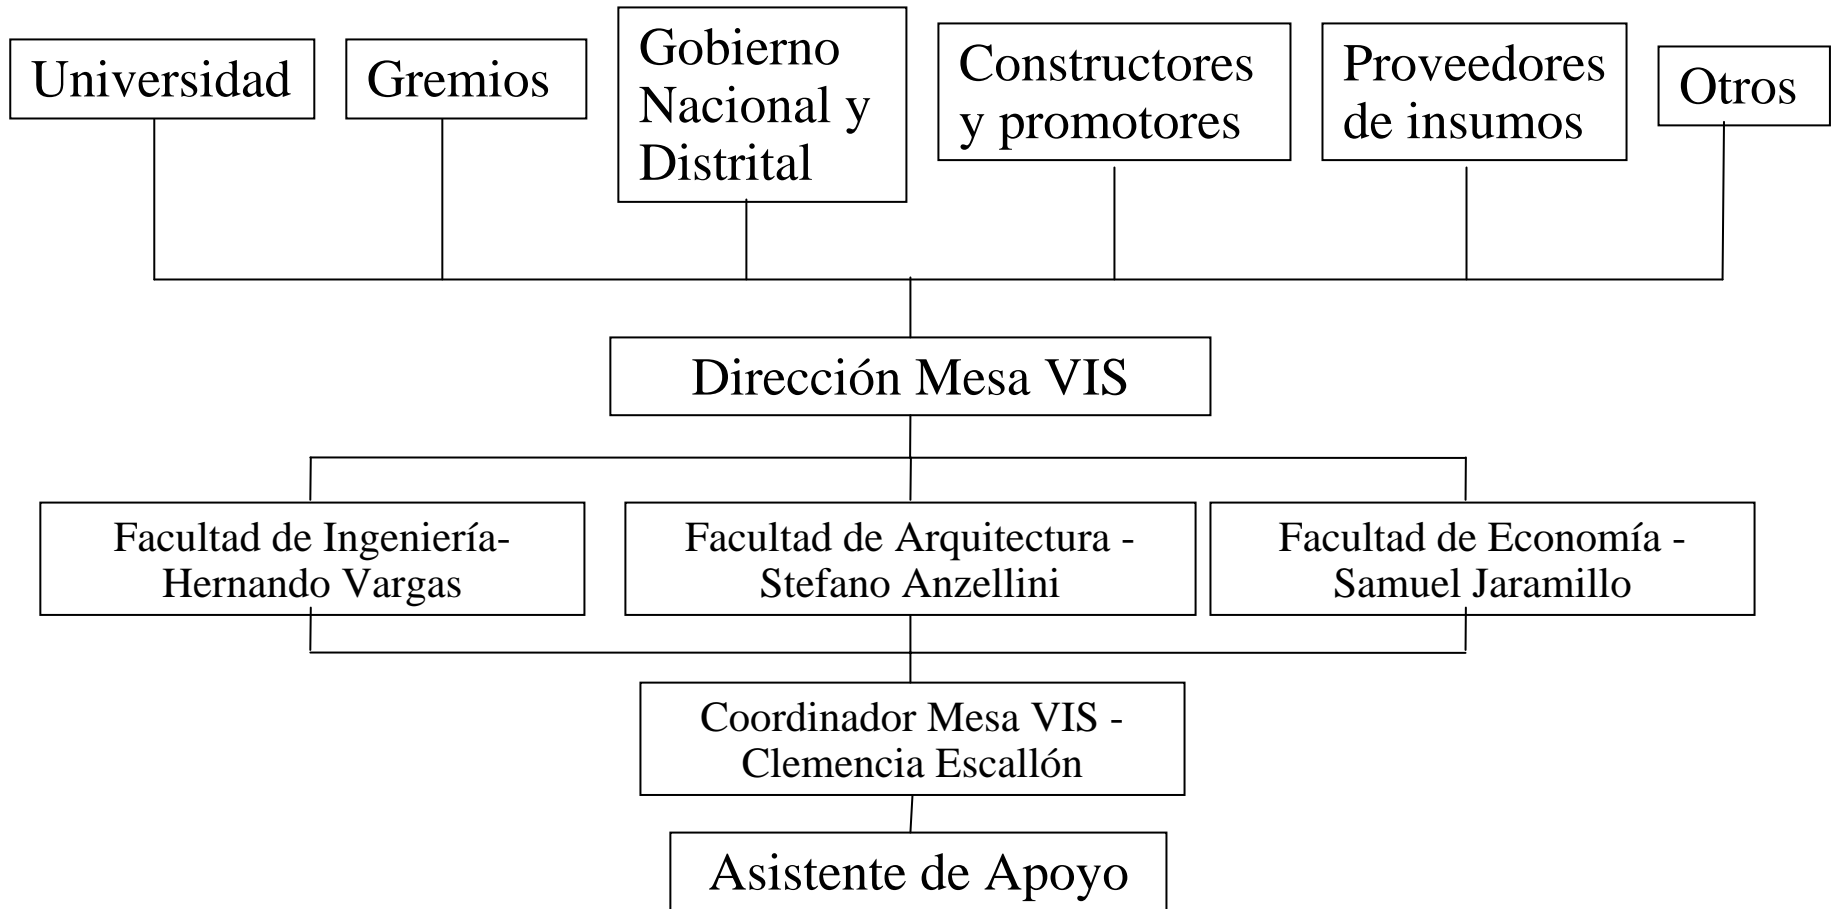 Universidad
Gremios
Gobierno
Nacional y
Distrital
Constructores
y promotores
Proveedores
de insumos
Otros
Dirección Mesa VIS
Facultad de Ingeniería-
Hernando Vargas
Facultad de Arquitectura -
Stefano Anzellini
Facultad de Economía -
Samuel Jaramillo
Coordinador Mesa VIS -
Clemencia Escallón
Asistente de Apoyo